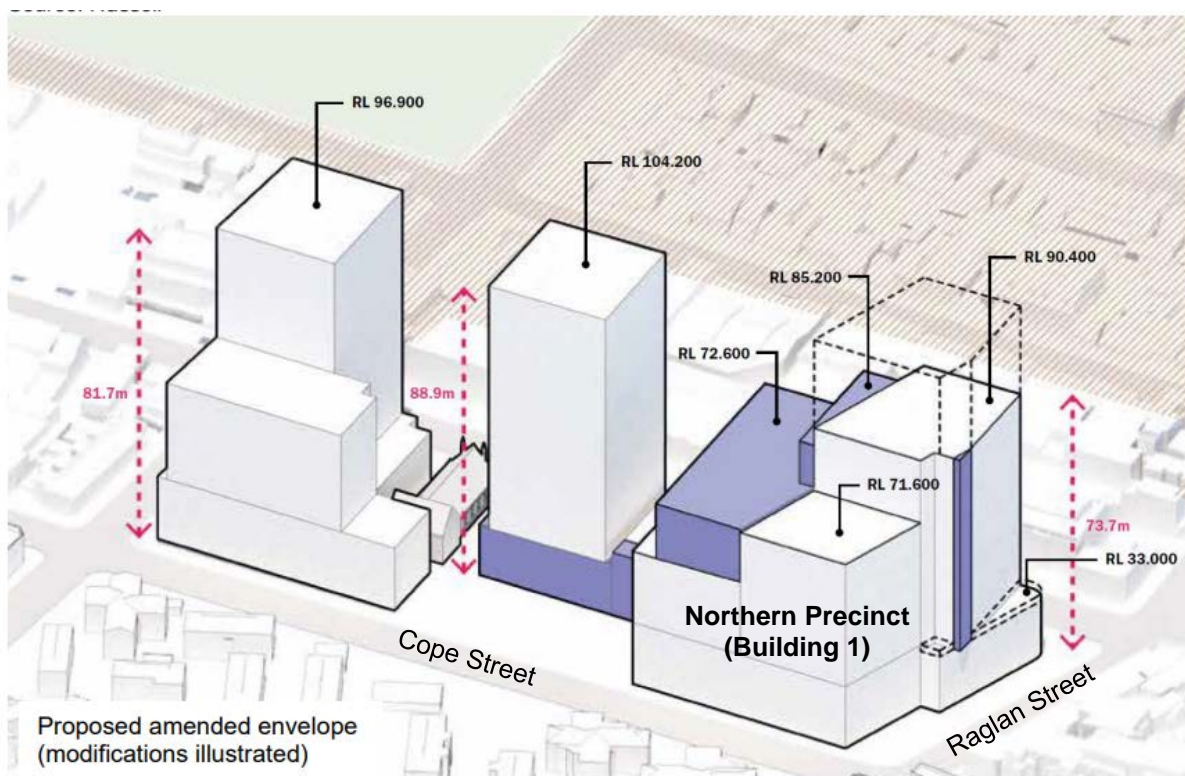 RL 96.900
RL 104.200
RL 90.400
RL 85.200
RL 72.600
81.7m
88.9m
RL 71.600
73.7m
RL 33.000
Northern Precinct
(Building 1)
Cope Street
Raglan Street
Proposed amended envelope
(modifications illustrated)